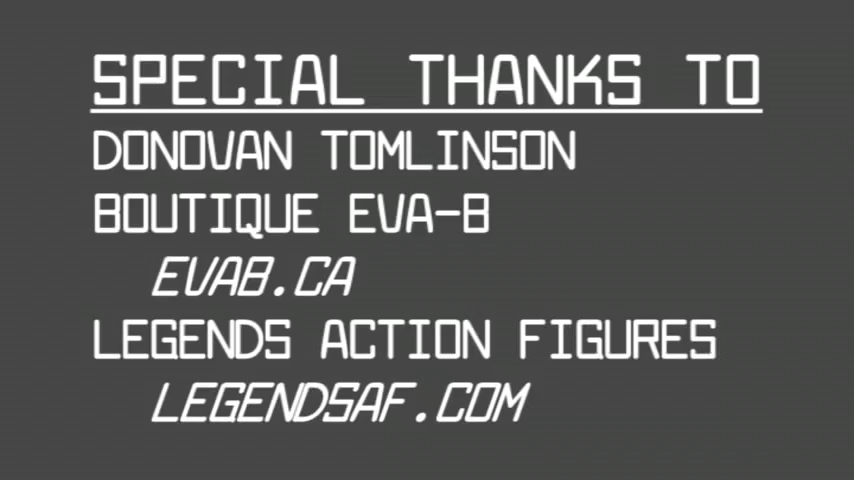 SPECIAL THANKS TO
DONOVAN TOMLINSON
BOUTIQUE EVA-B
EVAB.CA
LEGENDS ACTION FIGURES
LEGENDSAF.COM